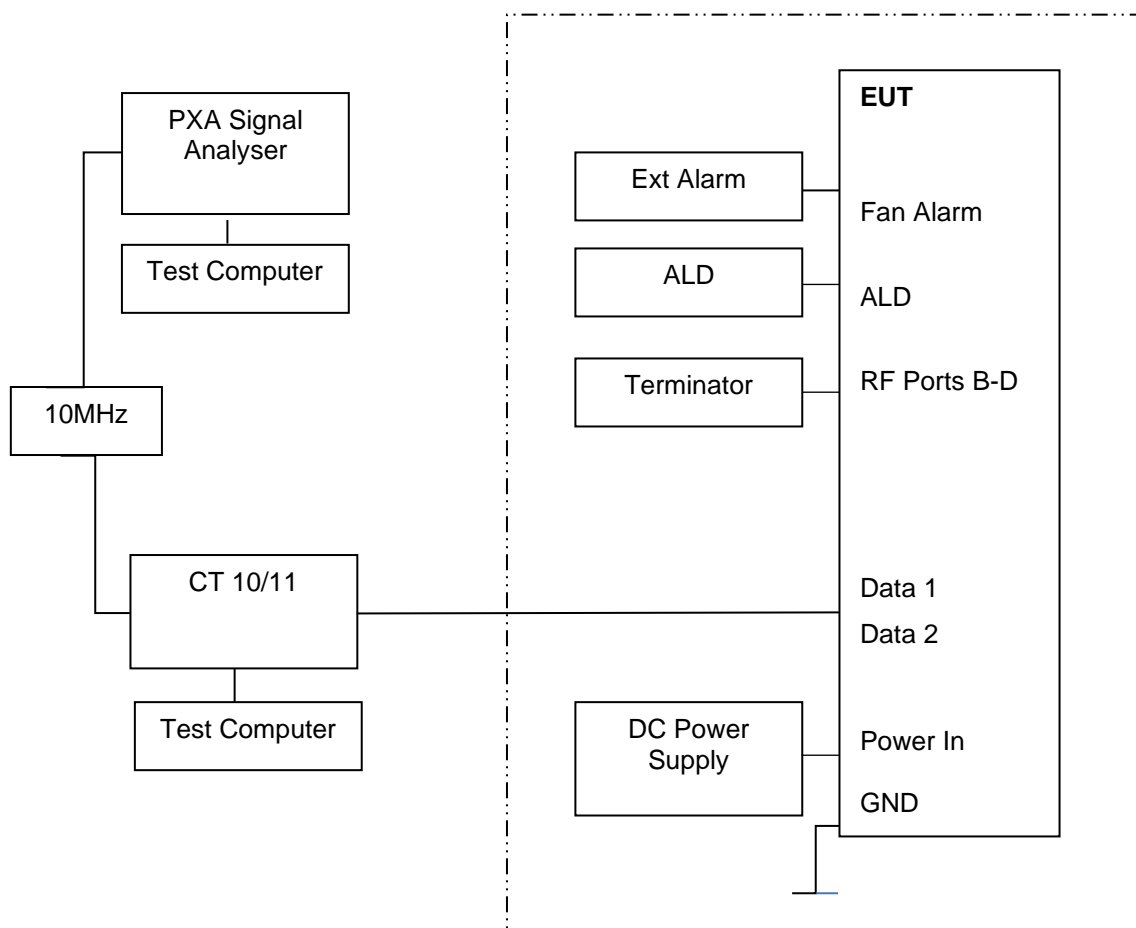 PXA Signal
Analyser
Test Computer
10MHz
CT 10/11
Test Computer
Ext Alarm
ALD
Terminator
DC Power
Supply
EUT
Fan Alarm
ALD
RF Ports B-D
Data 1
Data 2
Power In
GND